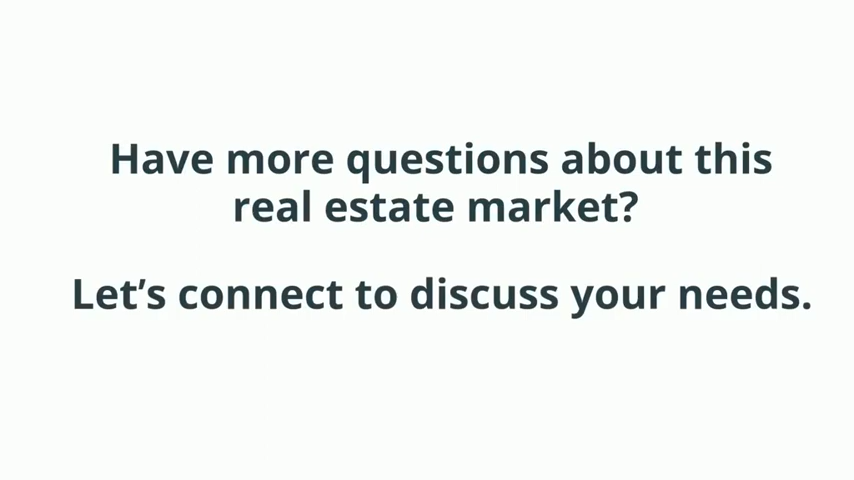 Have more questions about this
real estate market?
Let’s connect to discuss your needs.